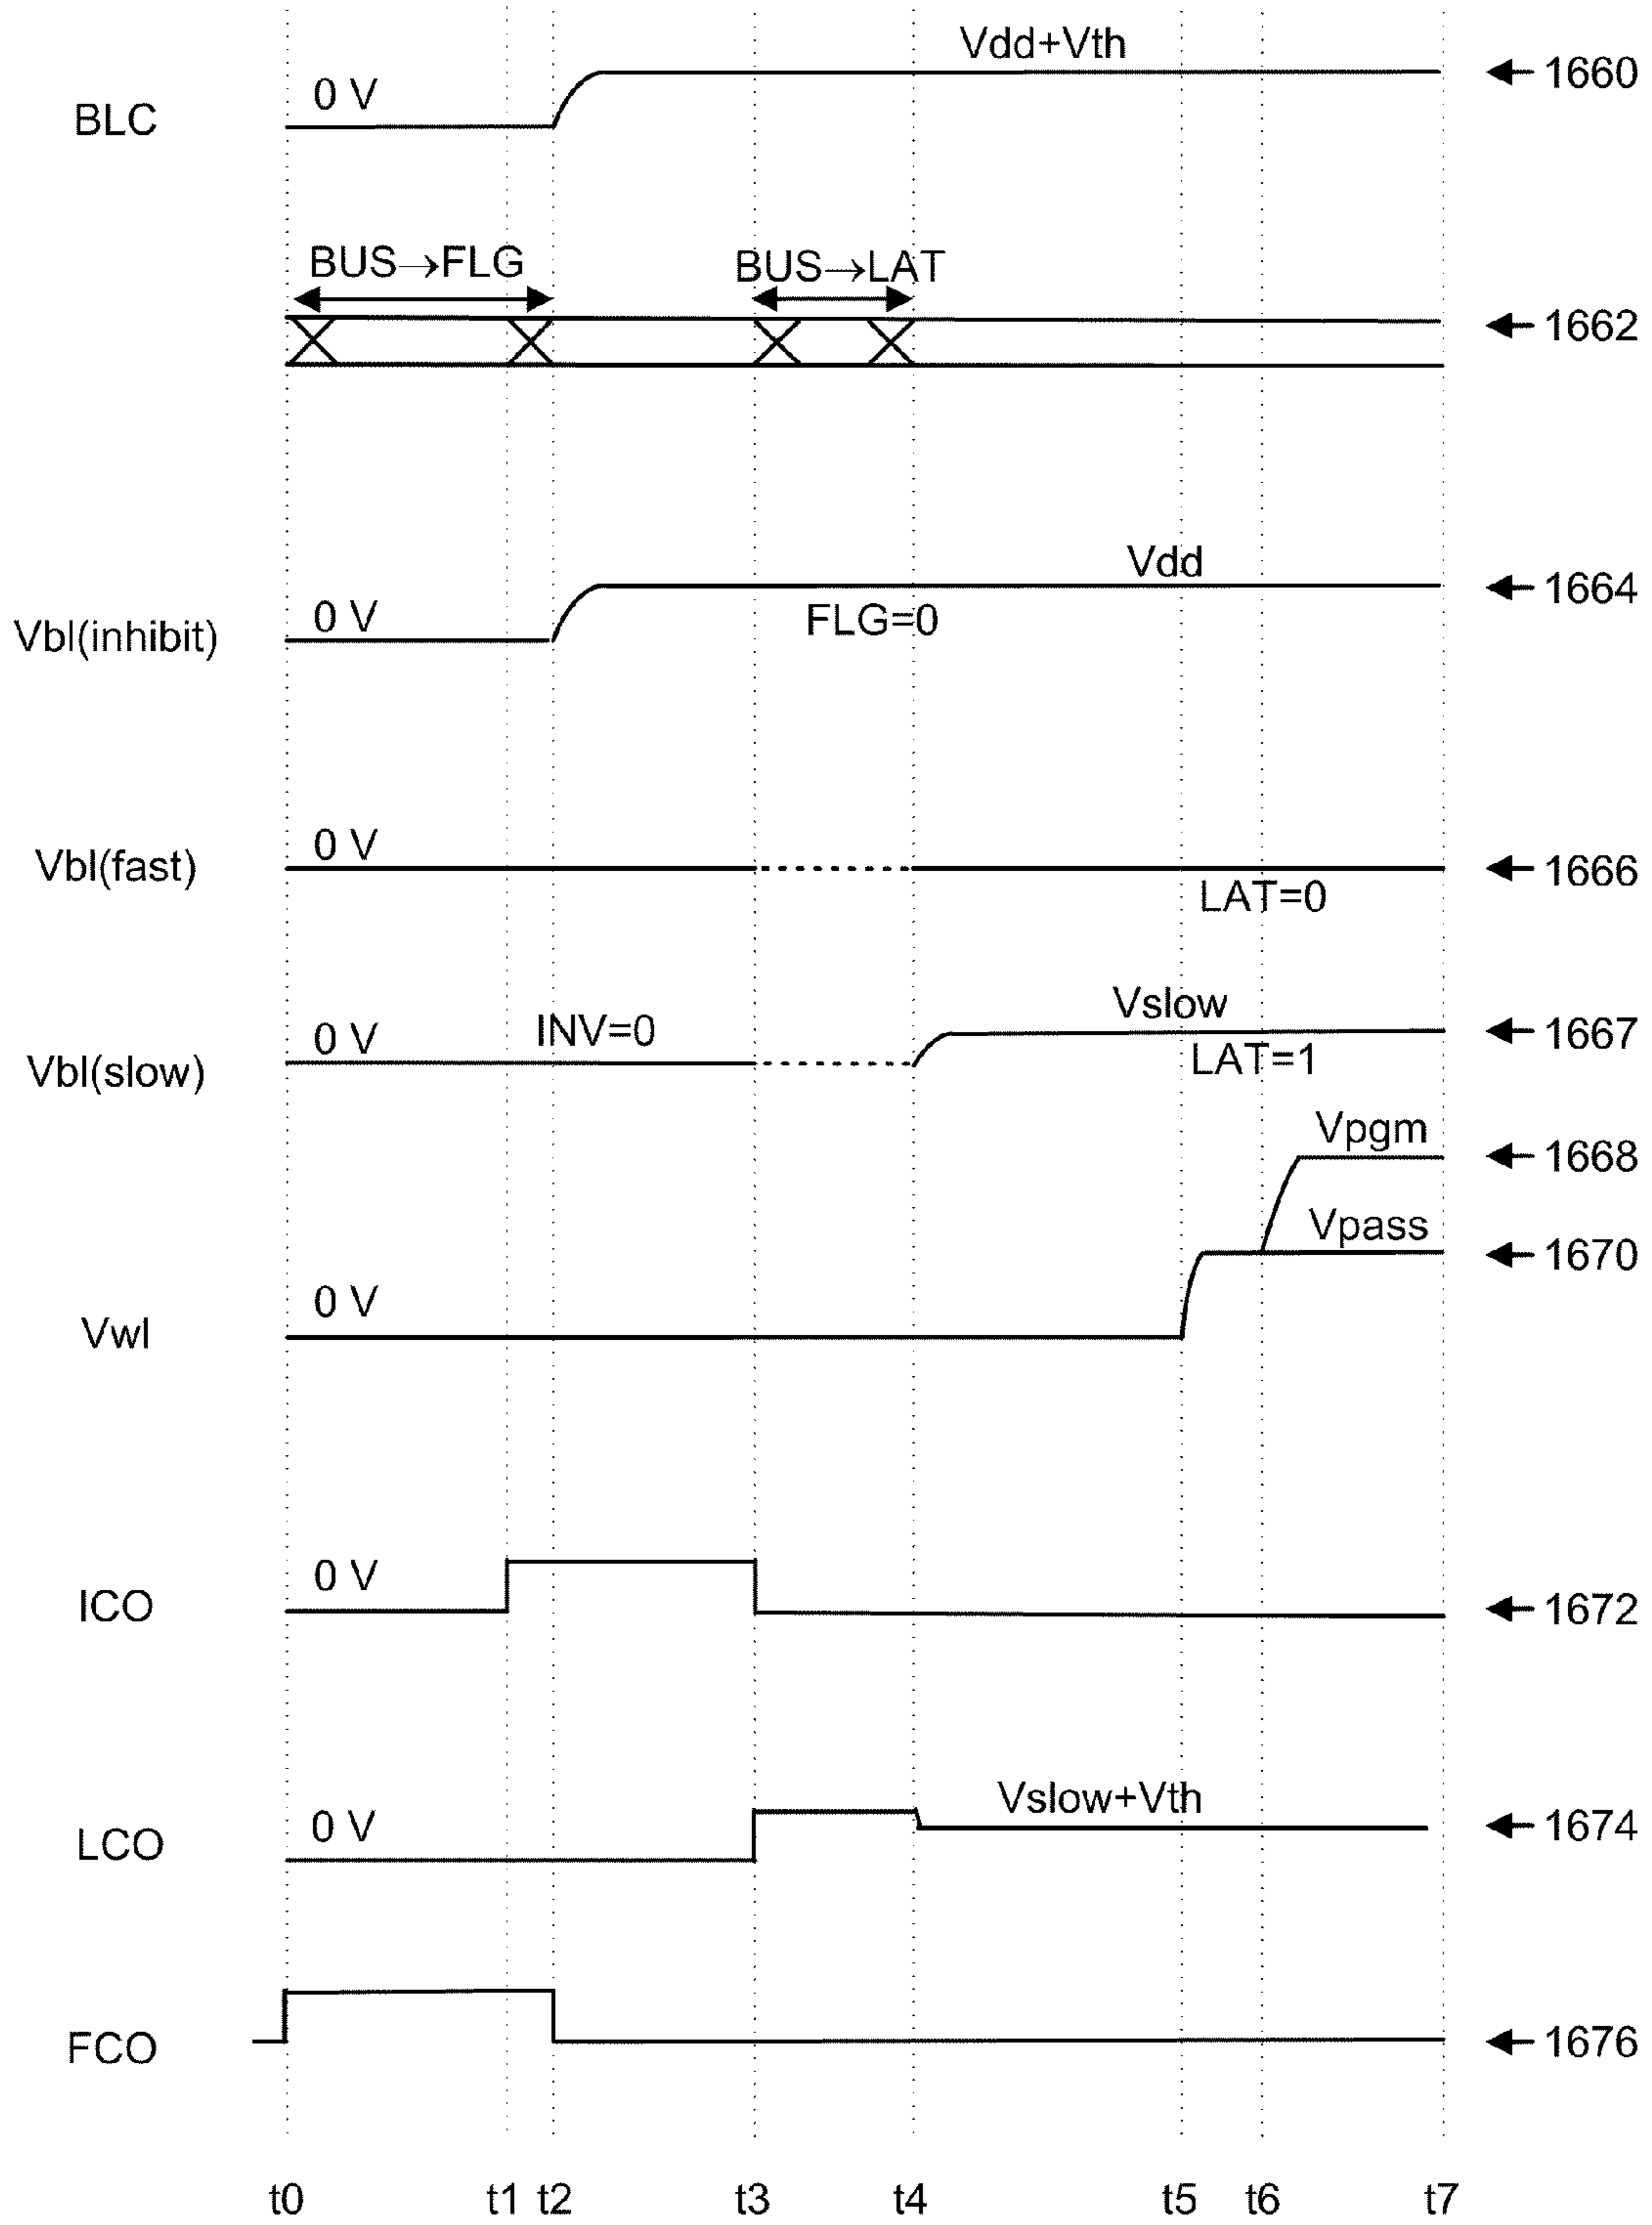 Vdd+Vth
0 V
BLC
1660
BUS→FLG
BUS→LAT
1662
Vdd
0 V
FLG=0
Vbl(inhibit)
1664
0 V
Vbl(fast)
1666
LAT=0
Vslow
0 V
INV=0
1667
Vbl(slow)
LAT=1
Vpgm
1668
Vpass
1670
0 V
Vwl
0 V
ICO
1672
Vslow+Vth
0 V
LCO
1674
FCO
1676
t0 t1 t2 t3 t4 t5 t6 t7